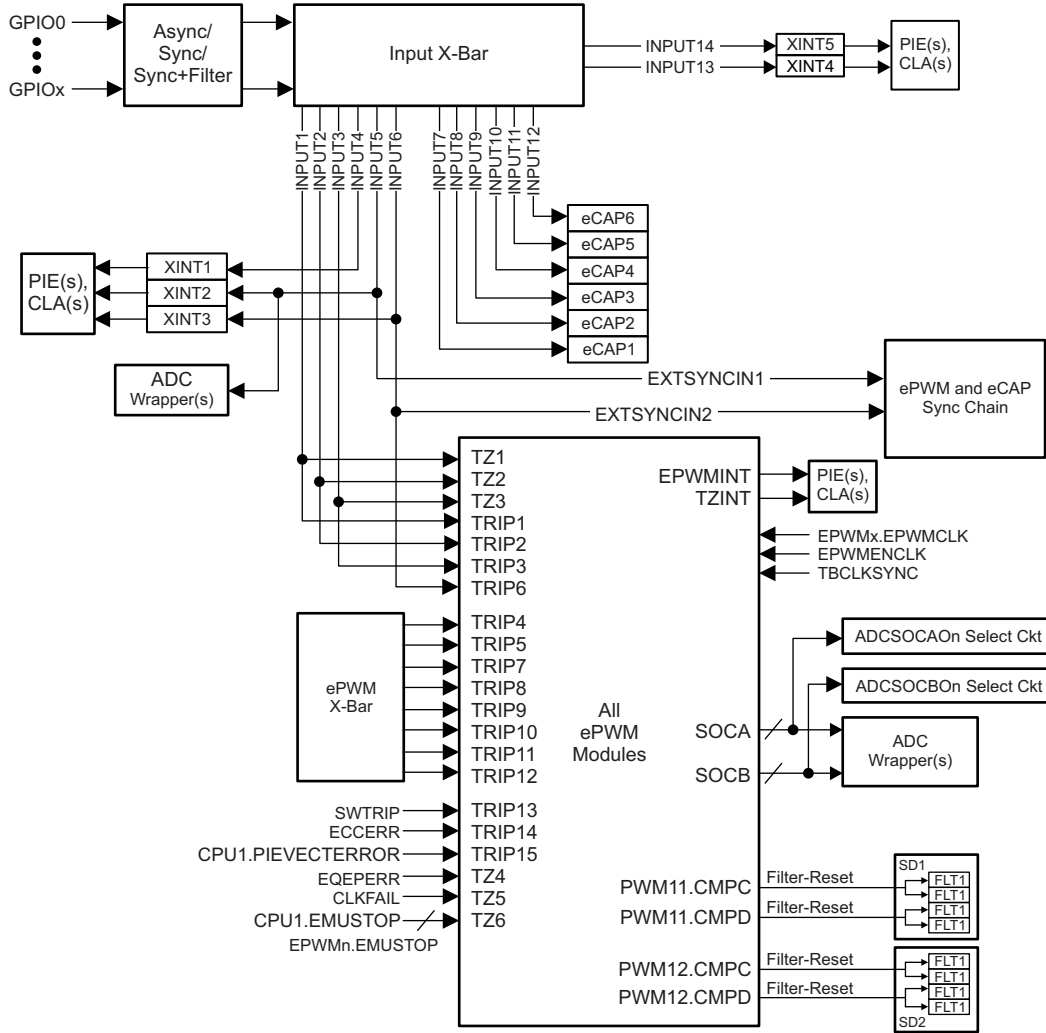 GPIO0
GPIOx
Async/
Sync/
Sync+Filter
Input X-Bar
INPUT14
INPUT13
XINT5
XINT4
PIE(s),
CLA(s)
INPUT1
INPUT2
INPUT3
INPUT4
INPUT5
INPUT6
INPUT7
INPUT8
INPUT9
INPUT10
INPUT11
INPUT12
eCAP6
eCAP5
eCAP4
eCAP3
eCAP2
eCAP1
PIE(s),
CLA(s)
XINT1
XINT2
XINT3
ADC
Wrapper(s)
EXTSYNCIN1
EXTSYNCIN2
ePWM and eCAP
Sync Chain
TZ1
TZ2
TZ3
TRIP1
TRIP2
TRIP3
TRIP6
EPWMINT
TZINT
PIE(s),
CLA(s)
EPWMx.EPWMCLK
EPWMENCLK
TBCLKSYNC
ePWM
X-Bar
TRIP4
TRIP5
TRIP7
TRIP8
TRIP9
TRIP10
TRIP11
TRIP12
All
ePWM
Modules
SOCA
SOCB
ADCSOCAOn Select Ckt
ADCSOCBOn Select Ckt
ADC
Wrapper(s)
SWTRIP
ECCERR
CPU1.PIEVECTERROR
EQEPERR
CLKFAIL
CPU1.EMUSTOP
EPWMn.EMUSTOP
TRIP13
TRIP14
TRIP15
TZ4
TZ5
TZ6
PWM11.CMPC
PWM11.CMPD
PWM12.CMPC
PWM12.CMPD
Filter-Reset
Filter-Reset
Filter-Reset
Filter-Reset
SD1
FLT1
FLT1
FLT1
FLT1
FLT1
FLT1
FLT1
FLT1
SD2